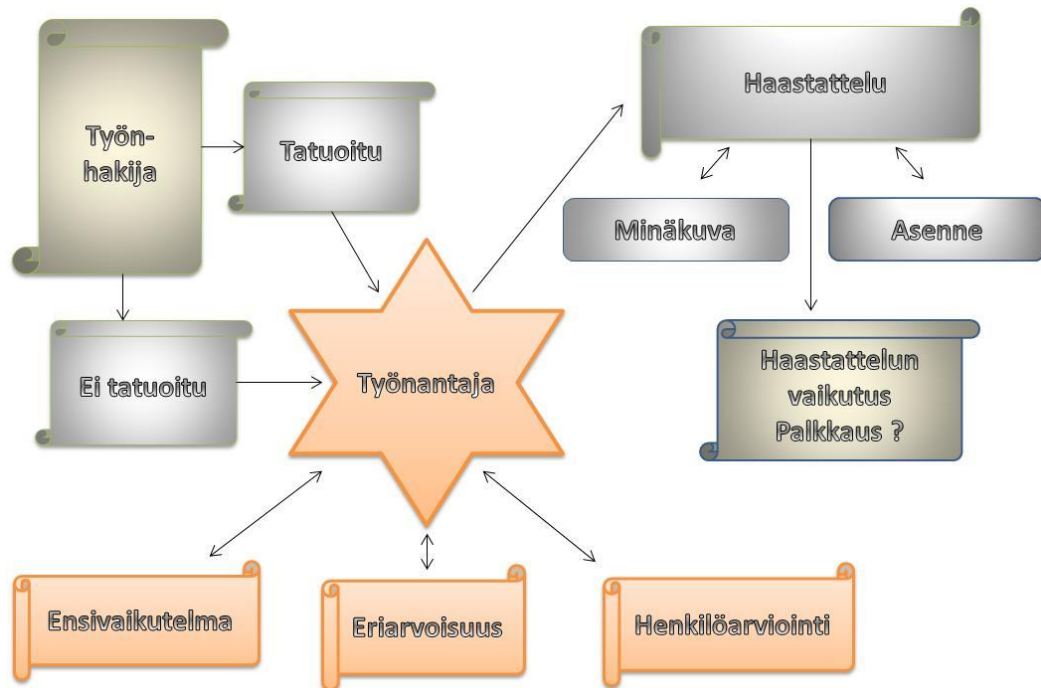 Työn-
hakija
Tatuoitu
Haastattelu
Minäkuva
Asenne
Ei tatuoitu
Työnantaja
Haastattelun
vaikutus
Palkkaus ?
Ensivaikutelma
Eriarvoisuus
Henkilöarviointi